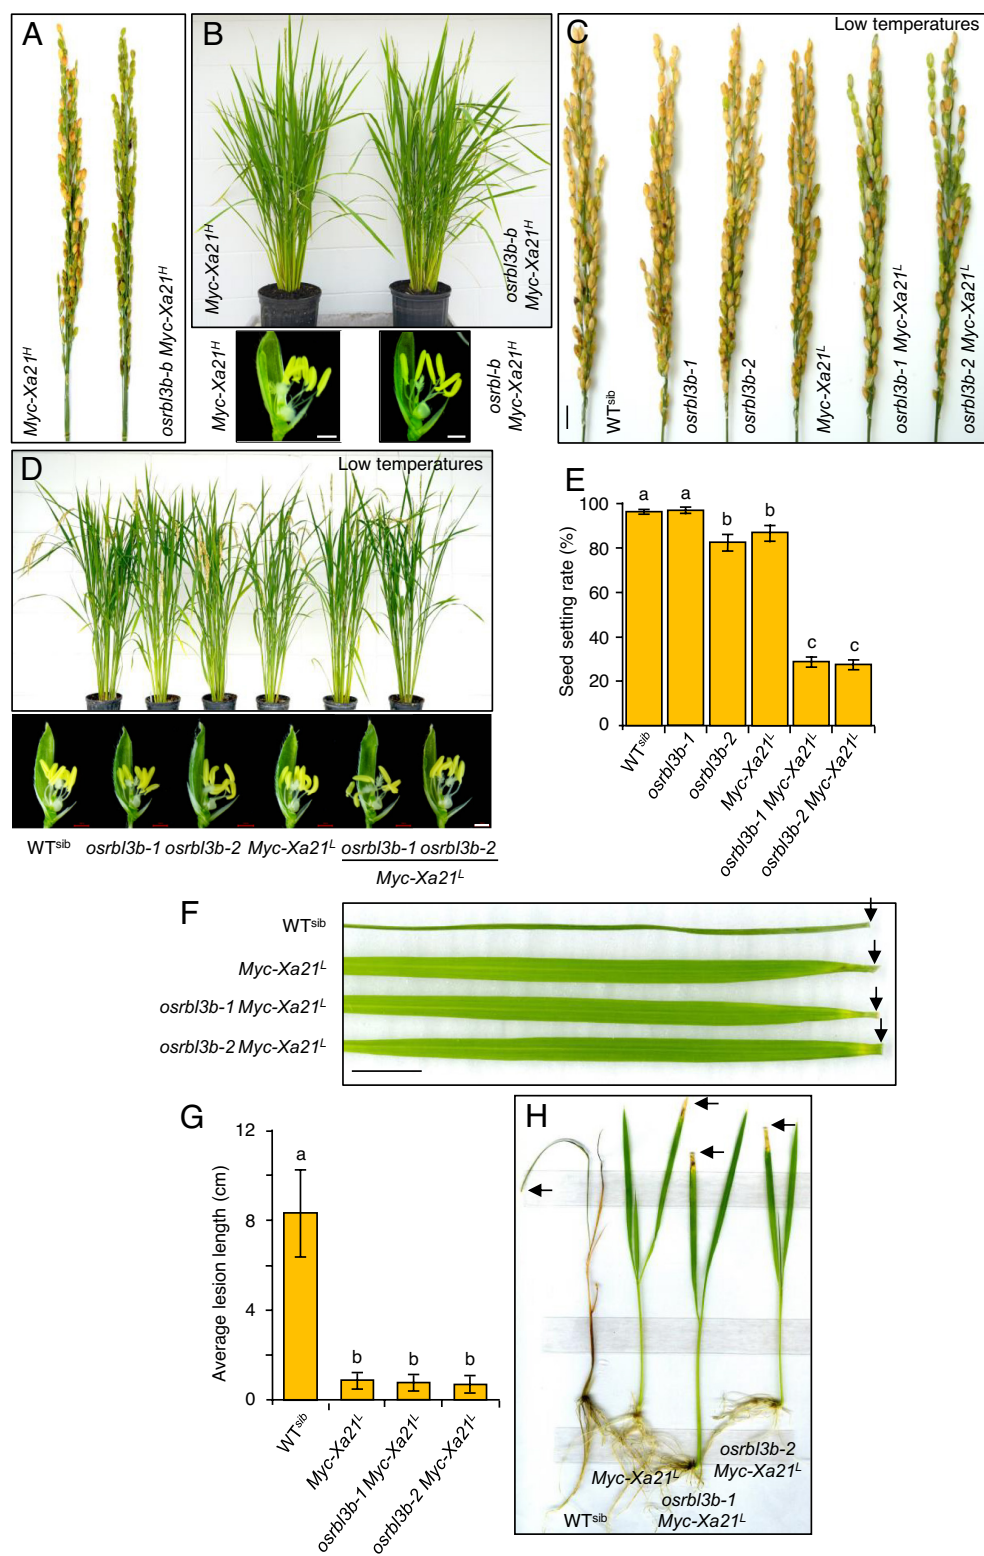 A
Myc-Xa21ᴴ
osrbl3b-b Myc-Xa21ᴴ
B
Myc-Xa21ᴴ
osrbl3b-b
Myc-Xa21ᴴ
Myc-Xa21ᴴ
osrbl-b
Myc-Xa21ᴴ
C
Low temperatures
WTˢⁱᵇ
osrbl3b-1
osrbl3b-2
Myc-Xa21ᴸ
osrbl3b-1 Myc-Xa21ᴸ
osrbl3b-2 Myc-Xa21ᴸ
D
Low temperatures
WTˢⁱᵇ osrbl3b-1 osrbl3b-2 Myc-Xa21ᴸ osrbl3b-1 osrbl3b-2
Myc-Xa21ᴸ
E
Seed setting rate (%)
100
80
60
40
20
0
a a b b c c
WTˢⁱᵇ
osrbl3b-1
osrbl3b-2
Myc-Xa21ᴸ
osrbl3b-1 Myc-Xa21ᴸ
osrbl3b-2 Myc-Xa21ᴸ
F
WTˢⁱᵇ
Myc-Xa21ᴸ
osrbl3b-1 Myc-Xa21ᴸ
osrbl3b-2 Myc-Xa21ᴸ
G
Average lesion length (cm)
12
8
4
0
a b b b
WTˢⁱᵇ
Myc-Xa21ᴸ
osrbl3b-1 Myc-Xa21ᴸ
osrbl3b-2 Myc-Xa21ᴸ
H
WTˢⁱᵇ
Myc-Xa21ᴸ
osrbl3b-1
Myc-Xa21ᴸ
osrbl3b-2
Myc-Xa21ᴸ